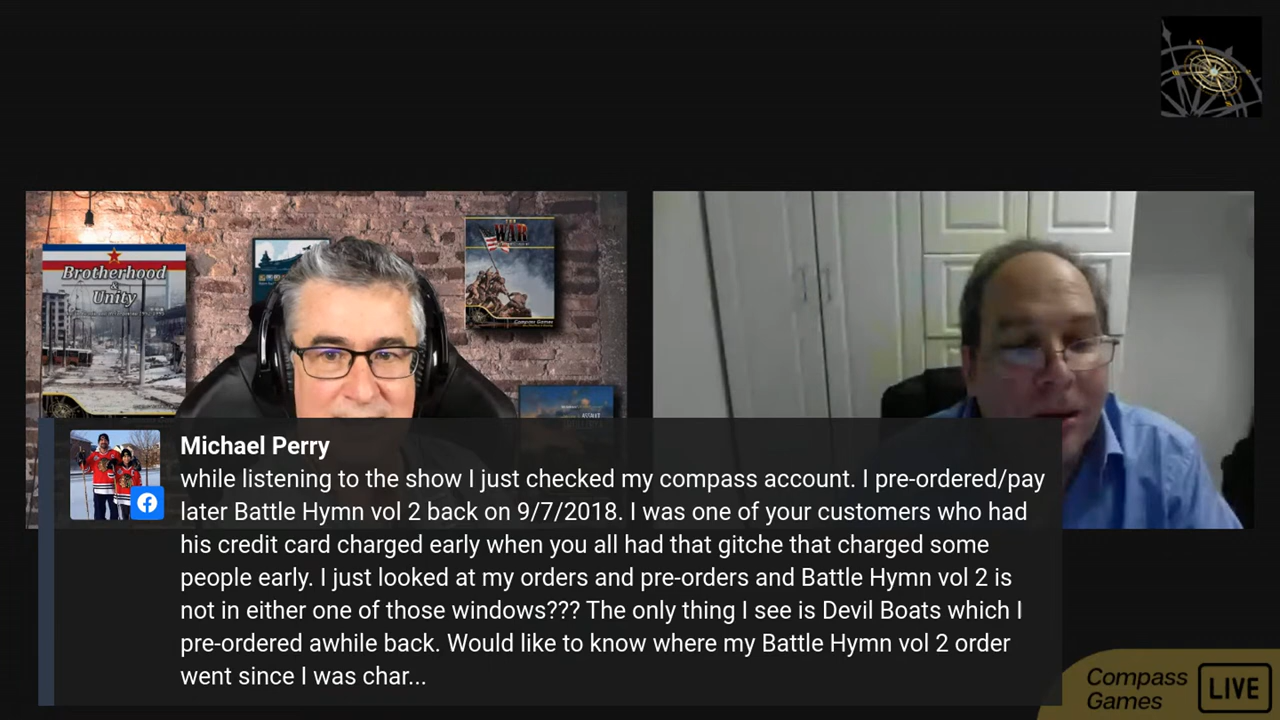 Brotherhood
&
Unity
WAR
Compass Games
Michael Perry
while listening to the show I just checked my compass account. I pre-ordered/pay
later Battle Hymn vol 2 back on 9/7/2018. I was one of your customers who had
his credit card charged early when you all had that gitche that charged some
people early. I just looked at my orders and pre-orders and Battle Hymn vol 2 is
not in either one of those windows??? The only thing I see is Devil Boats which I
pre-ordered awhile back. Would like to know where my Battle Hymn vol 2 order
went since I was char...
Compass
Games
LIVE